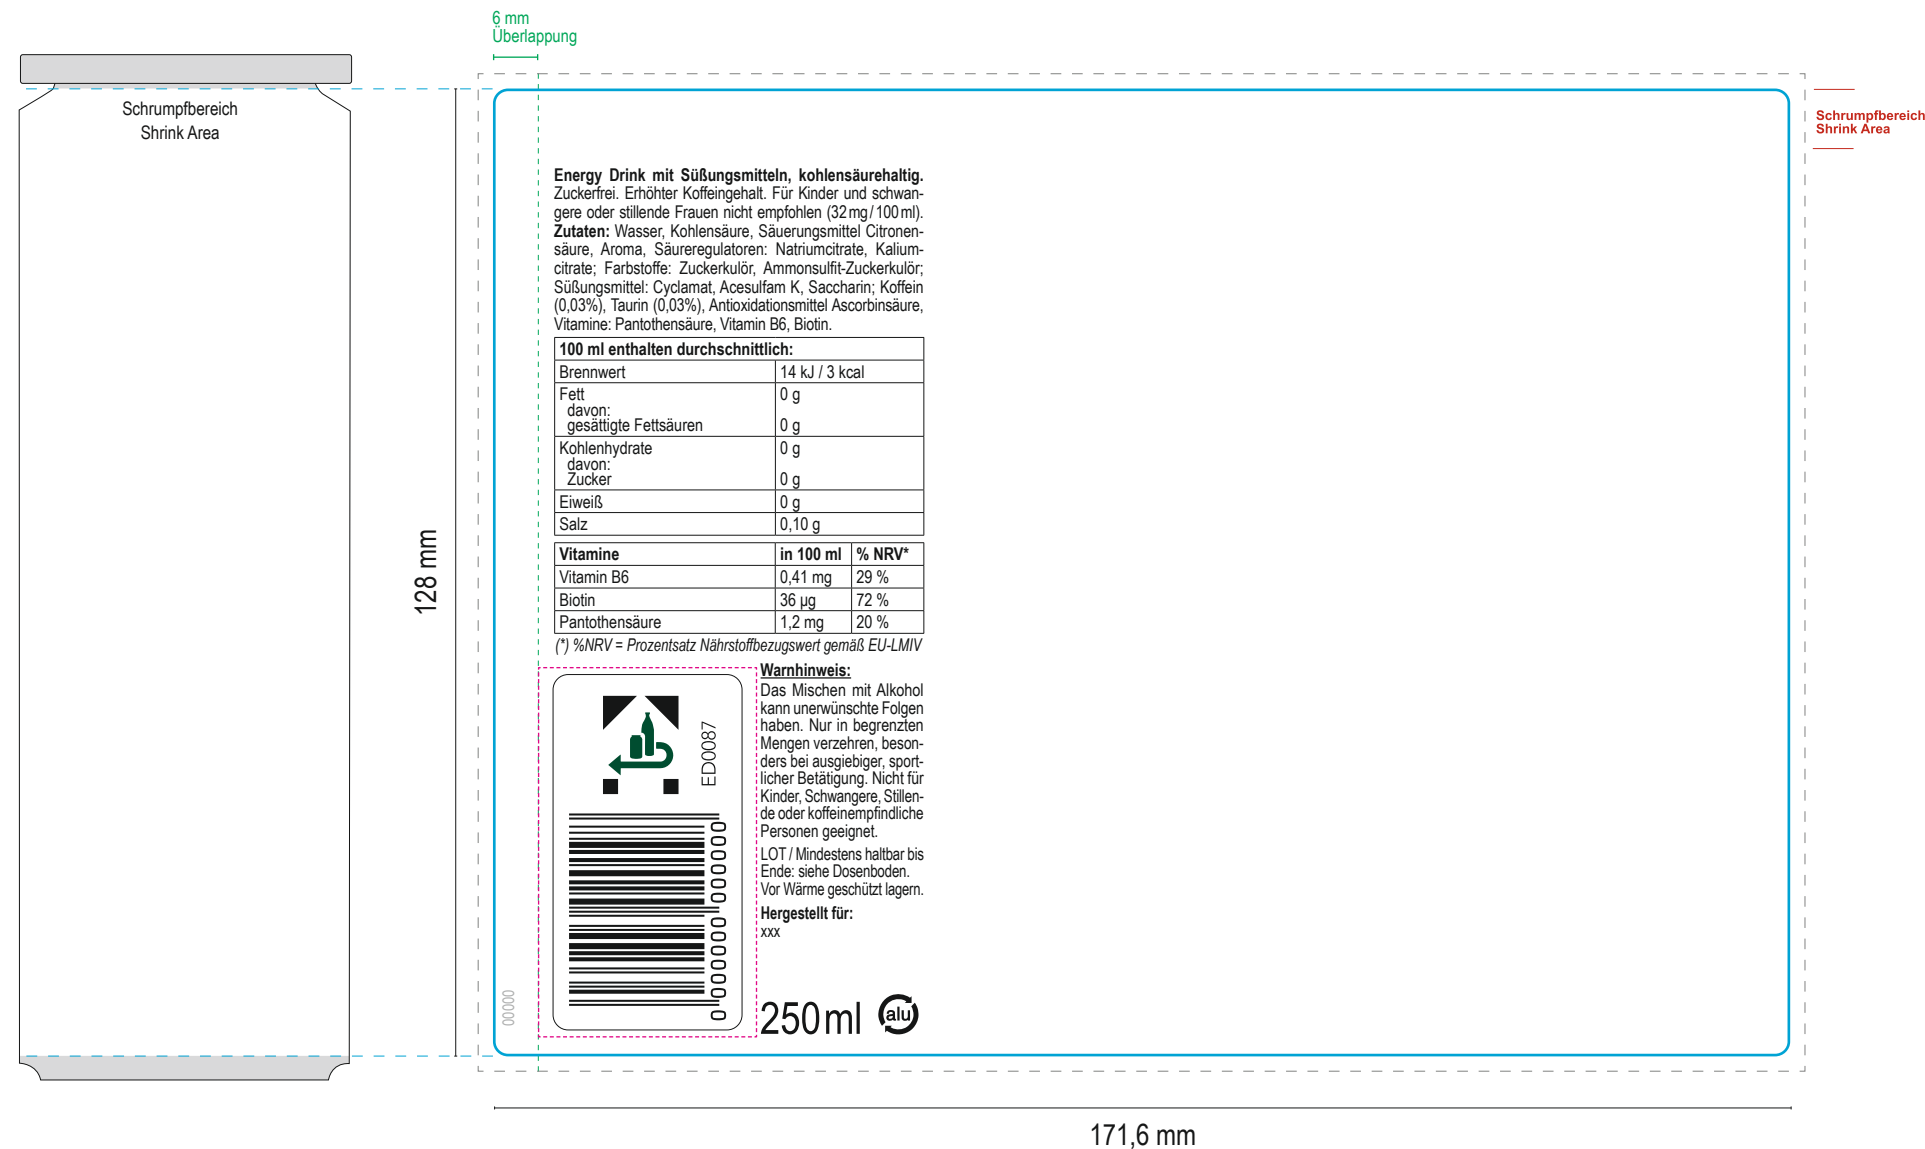 6 mm
Überlappung
Schrumpfbereich
Shrink Area
Schrumpfbereich
Shrink Area
128 mm
Energy Drink mit Süßungsmitteln, kohlensäurehaltig.
Zuckerfrei. Erhöhter Koffeingehalt. Für Kinder und schwan-
gere oder stillende Frauen nicht empfohlen (32 mg / 100 ml).
Zutaten: Wasser, Kohlensäure, Säuerungsmittel Citronen-
säure, Aroma, Säureregulatoren: Natriumcitrate, Kalium-
citrate; Farbstoffe: Zuckerkulör, Ammonsulfit-Zuckerkulör;
Süßungsmittel: Cyclamat, Acesulfam K, Saccharin; Koffein
(0,03%), Taurin (0,03%), Antioxidationsmittel Ascorbinsäure,
Vitamine: Pantothensäure, Vitamin B6, Biotin.
100 ml enthalten durchschnittlich:
Brennwert 14 kJ / 3 kcal
Fett 0 g
davon:
gesättigte Fettsäuren 0 g
Kohlenhydrate 0 g
davon:
Zucker 0 g
Eiweiß 0 g
Salz 0,10 g
Vitamine in 100 ml % NRV*
Vitamin B6 0,41 mg 29 %
Biotin 36 µg 72 %
Pantothensäure 1,2 mg 20 %
(*) %NRV = Prozentsatz Nährstoffbezugswert gemäß EU-LMIV
ED0087
0 000000 000000
00000
Warnhinweis:
Das Mischen mit Alkohol
kann unerwünschte Folgen
haben. Nur in begrenzten
Mengen verzehren, beson-
ders bei ausgiebiger, sport-
licher Betätigung. Nicht für
Kinder, Schwangere, Stillen-
de oder koffeinempfindliche
Personen geeignet.
LOT / Mindestens haltbar bis
Ende: siehe Dosenboden.
Vor Wärme geschützt lagern.
Hergestellt für:
xxx
250 ml
alu
171,6 mm